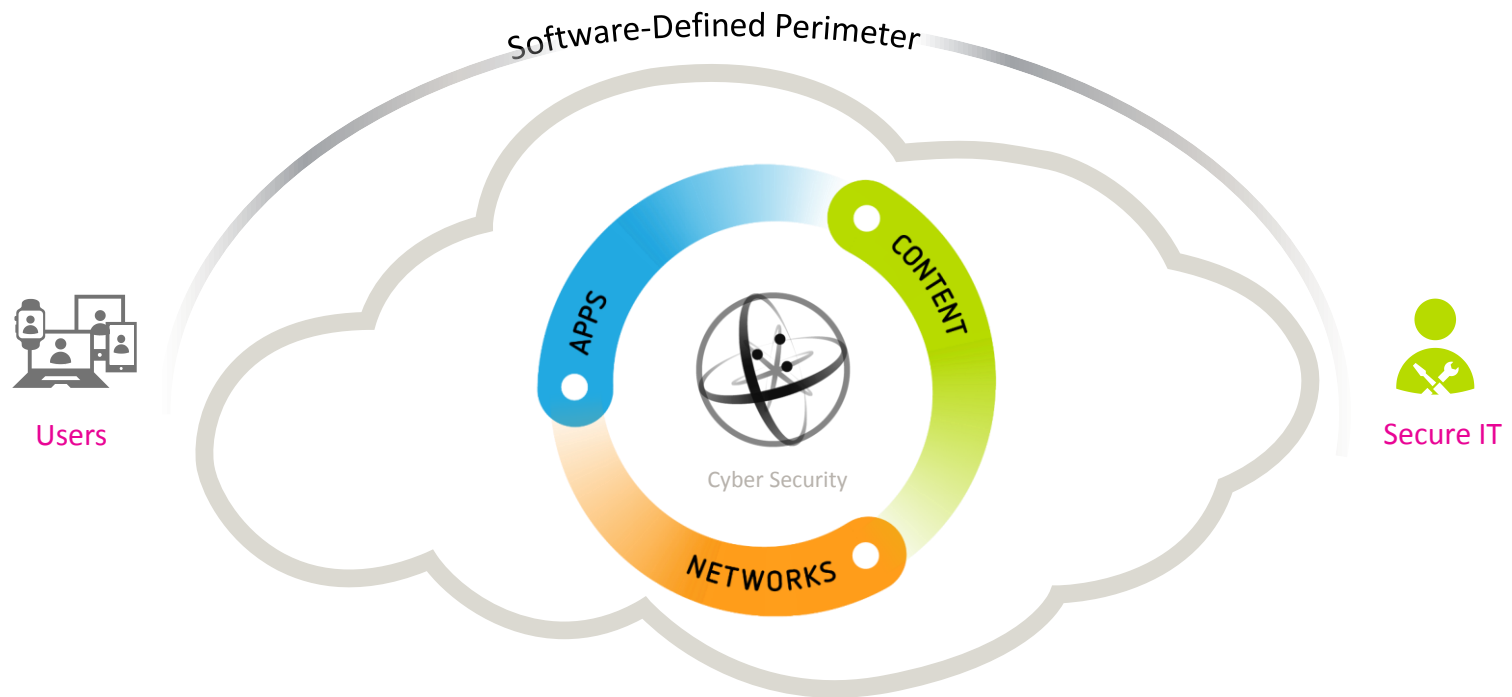 Software-Defined Perimeter
CONTENT
APPS
Users
Secure IT
Cyber Security
NETWORKS